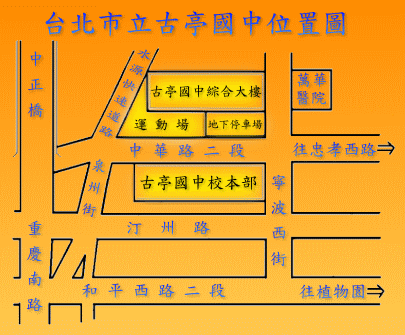 台北市立古亭國中位置圖
中正橋
水源快速道路
古亭國中綜合大樓
萬華
醫院
運動場
地下停車場
中華路二段
往忠孝西路
泉州街
古亭國中校本部
寧波西街
汀州路
重慶南路
和平西路二段
往植物園